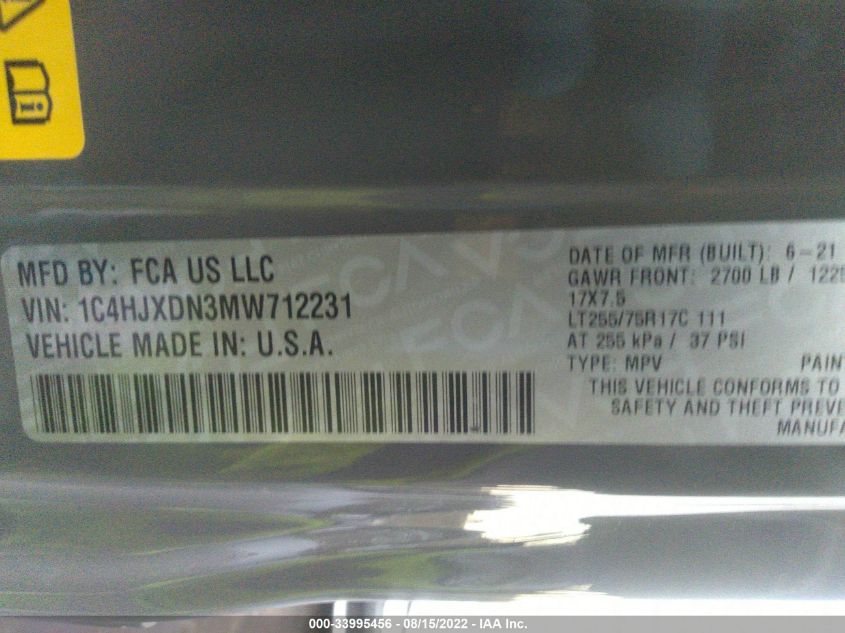 MFD BY: FCA US LLC
VIN: 1C4HJXDN3MW712231
VEHICLE MADE IN: U.S.A.
DATE OF MFR (BUILT): 6-21
GAWR FRONT: 2700 LB / 1225
17X7.5
LT255/75R17C 111
AT 255 kPa / 37 PSI
TYPE: MPV PAIN
THIS VEHICLE CONFORMS TO
SAFETY AND THEFT PREVE
MANUFA
000-33995456 - 08/15/2022 - IAA Inc.